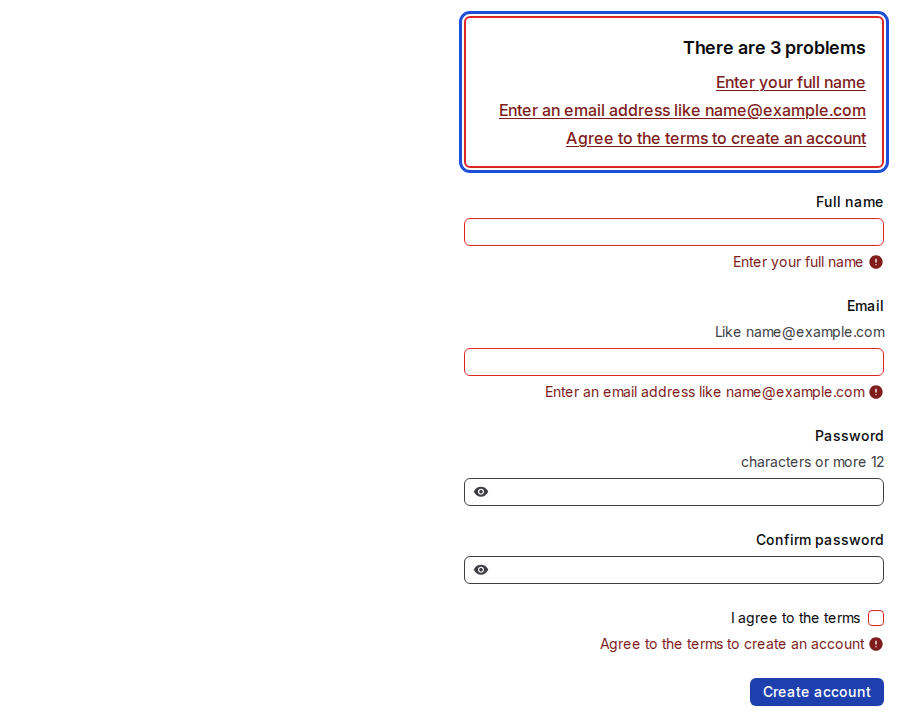 There are 3 problems
Enter your full name
Enter an email address like name@example.com
Agree to the terms to create an account
Full name
Enter your full name
Email
Like name@example.com
Enter an email address like name@example.com
Password
characters or more 12
Confirm password
I agree to the terms
Agree to the terms to create an account
Create account